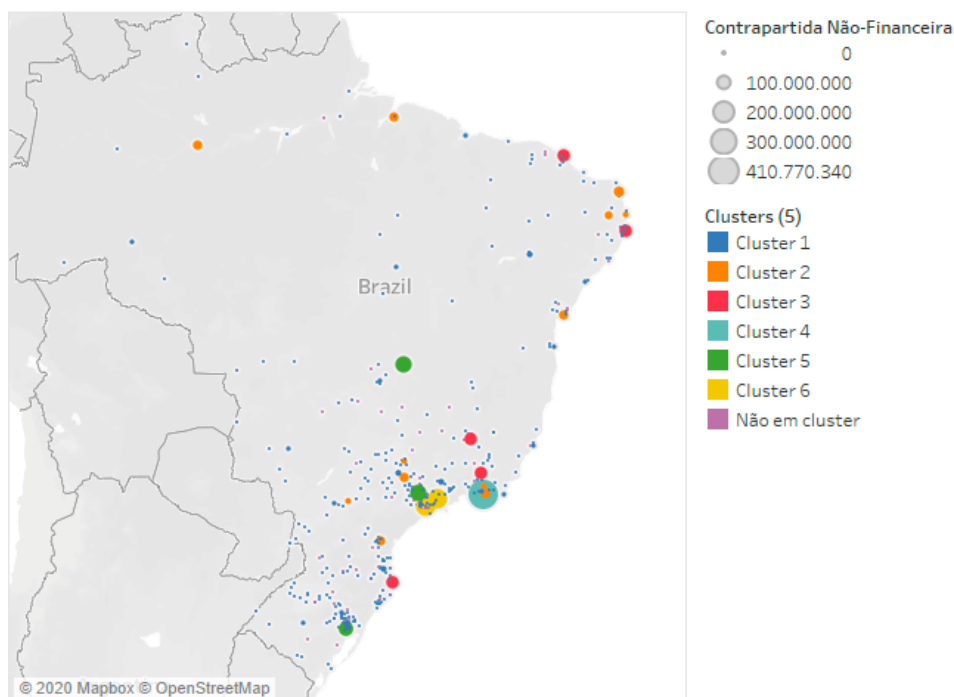 Contrapartida Não-Financeira
0
100.000.000
200.000.000
300.000.000
410.770.340
Clusters (5)
Cluster 1
Cluster 2
Cluster 3
Cluster 4
Cluster 5
Cluster 6
Não em cluster
Brazil
© 2020 Mapbox © OpenStreetMap